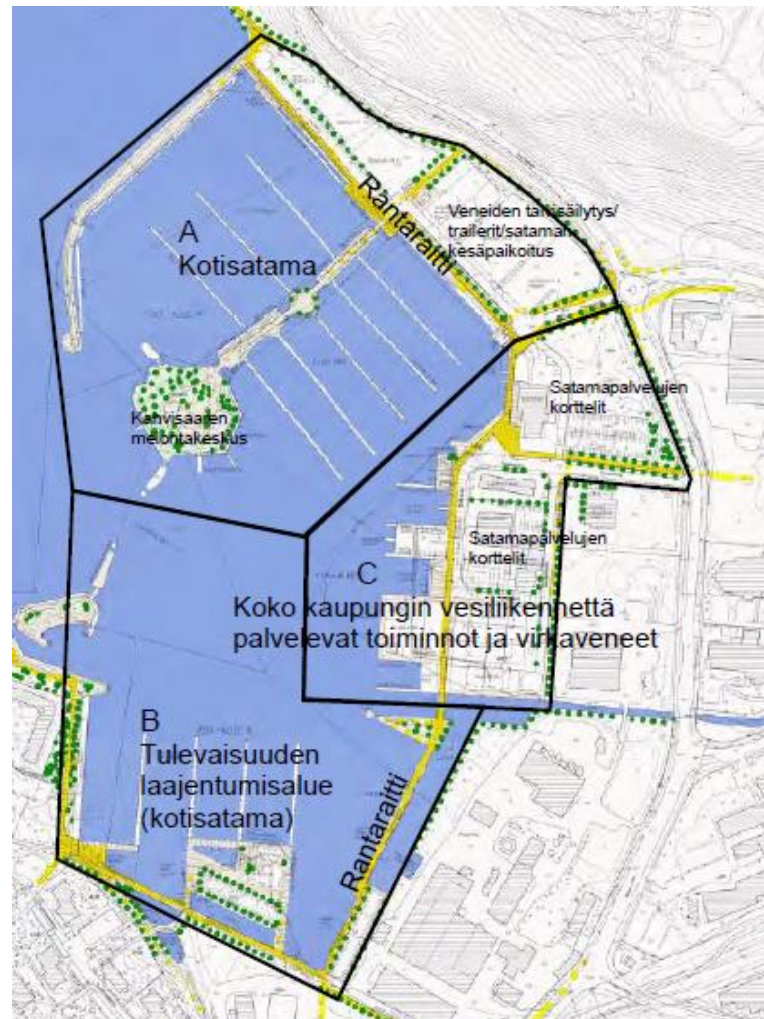 A
Kotisatama
Rantaraitti
Veneiden talvisäilytys/
trailerit/sataman
kesäpaikoitus
Kahvisaaren
melontakeskus
Satamapalvelujen
korttelit
Satamapalvelujen
korttelit
C
Koko kaupungin vesiliikennettä
palvelevat toiminnot ja virkaveneet
B
Tulevaisuuden
laajentumisalue
(kotisatama)
Rantaraitti